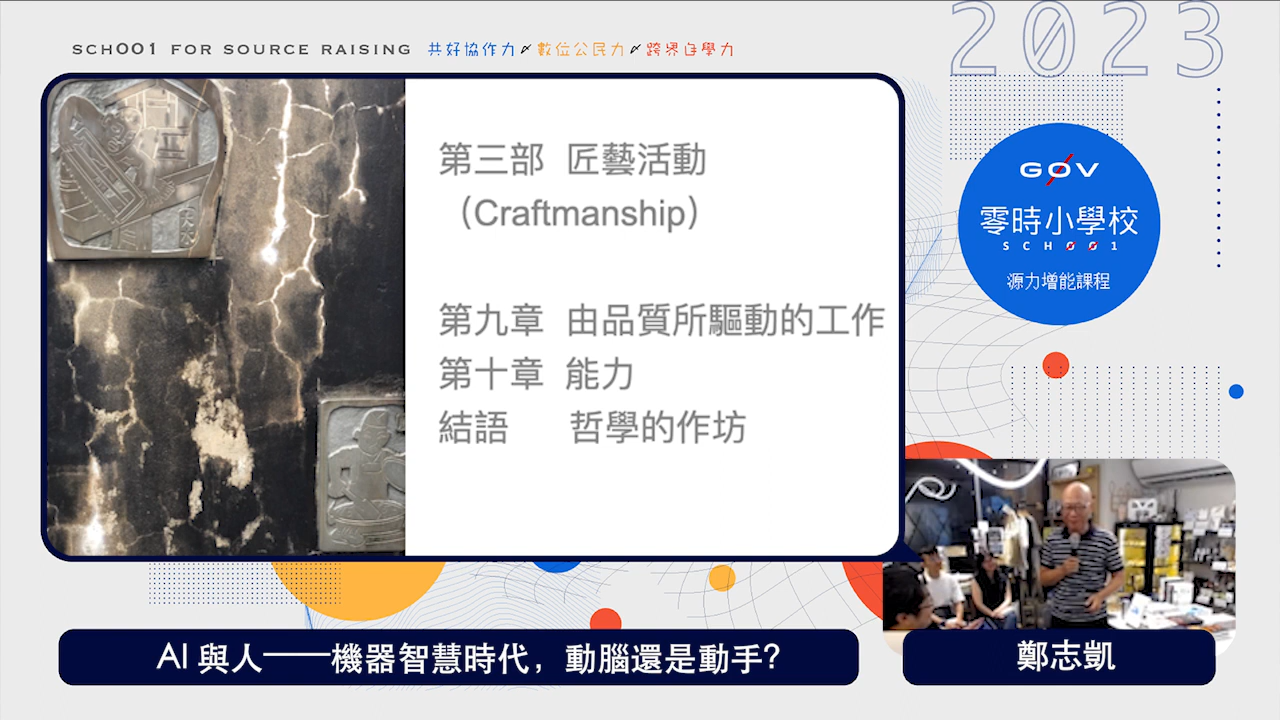 SCH001 FOR SOURCE RAISING 共好協作力 數位公民力 跨界自學力
2023
第三部 匠藝活動
（Craftmanship）
第九章 由品質所驅動的工作
第十章 能力
結語 哲學的作坊
G0V
零時小學校
SCH001
源力增能課程
AI 與人——機器智慧時代，動腦還是動手？
鄭志凱